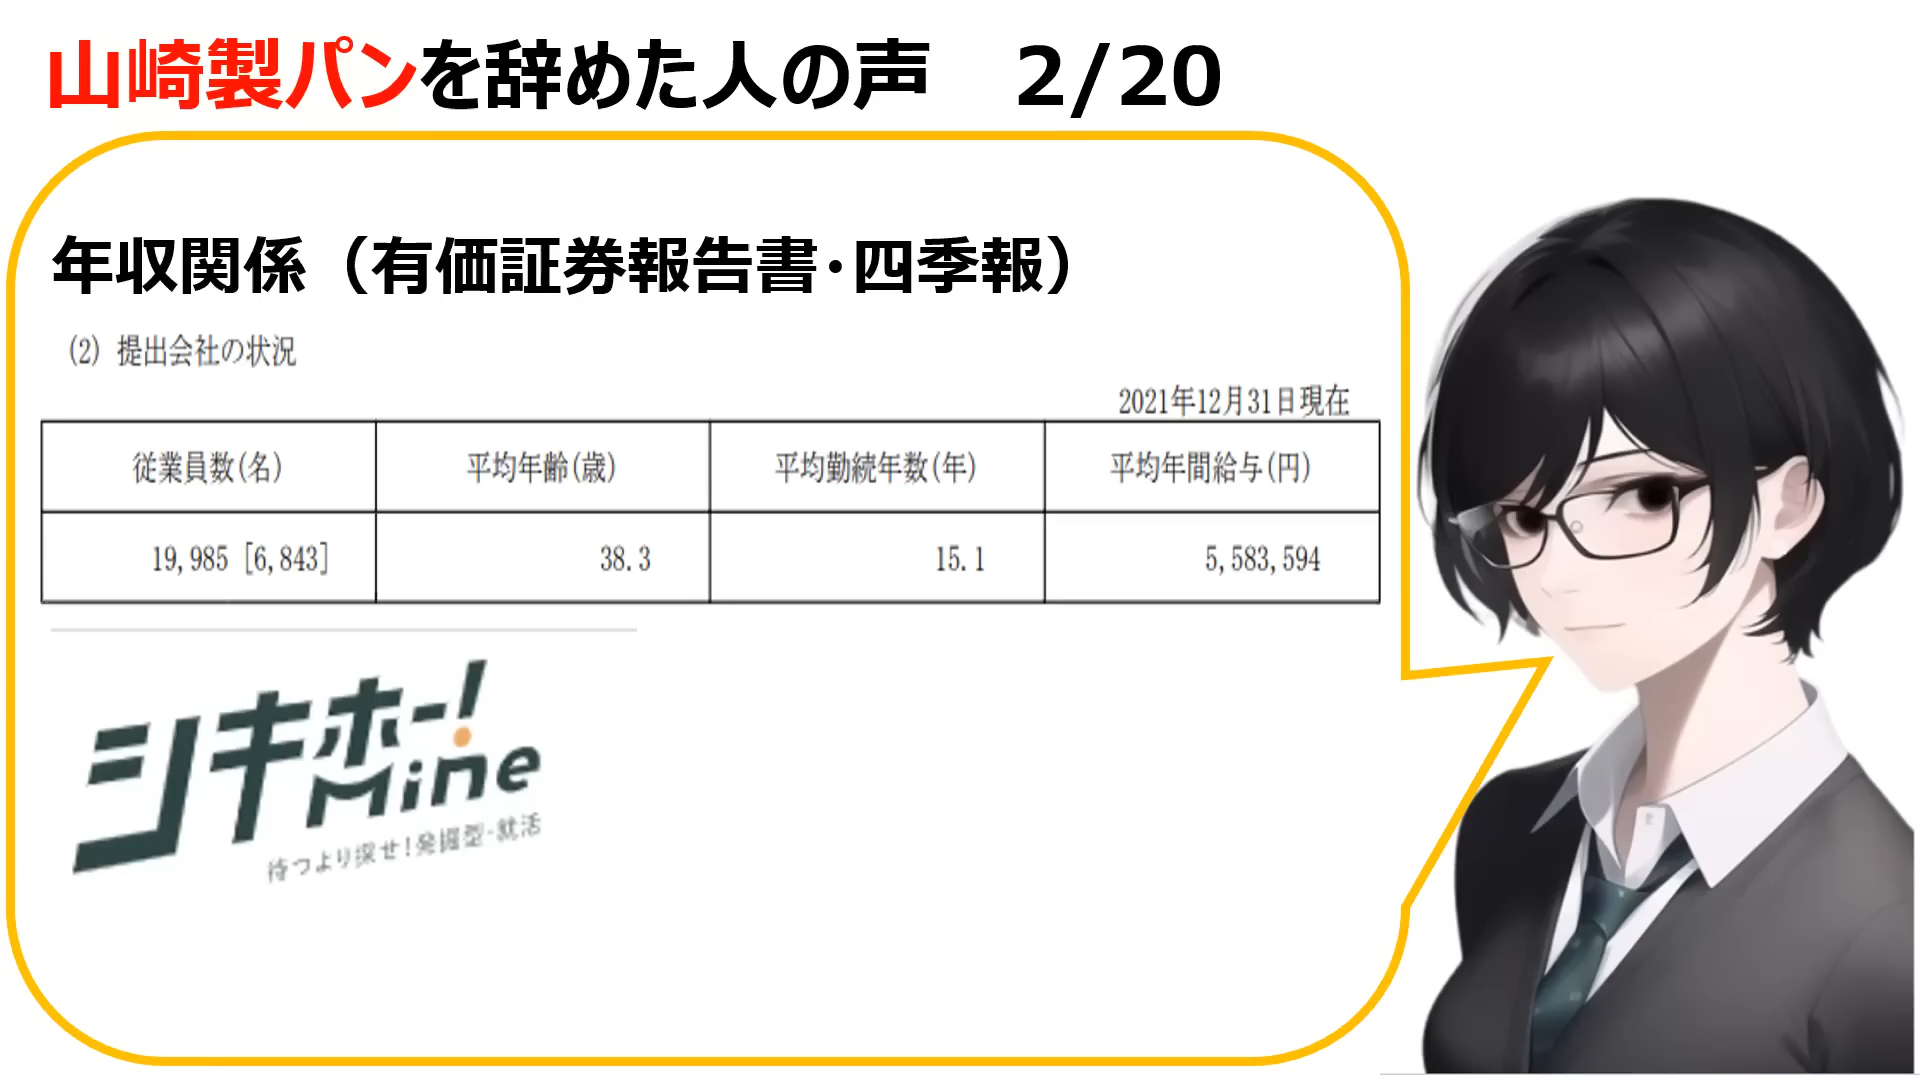 山崎製パンを辞めた人の声　2/20
年収関係（有価証券報告書･四季報）
(2) 提出会社の状況
2021年12月31日現在
従業員数(名) 平均年齢(歳) 平均勤続年数(年) 平均年間給与(円)
19,985 [6,843] 38.3 15.1 5,583,594
シキホー!
Mine
待つより探せ！発掘型･就活